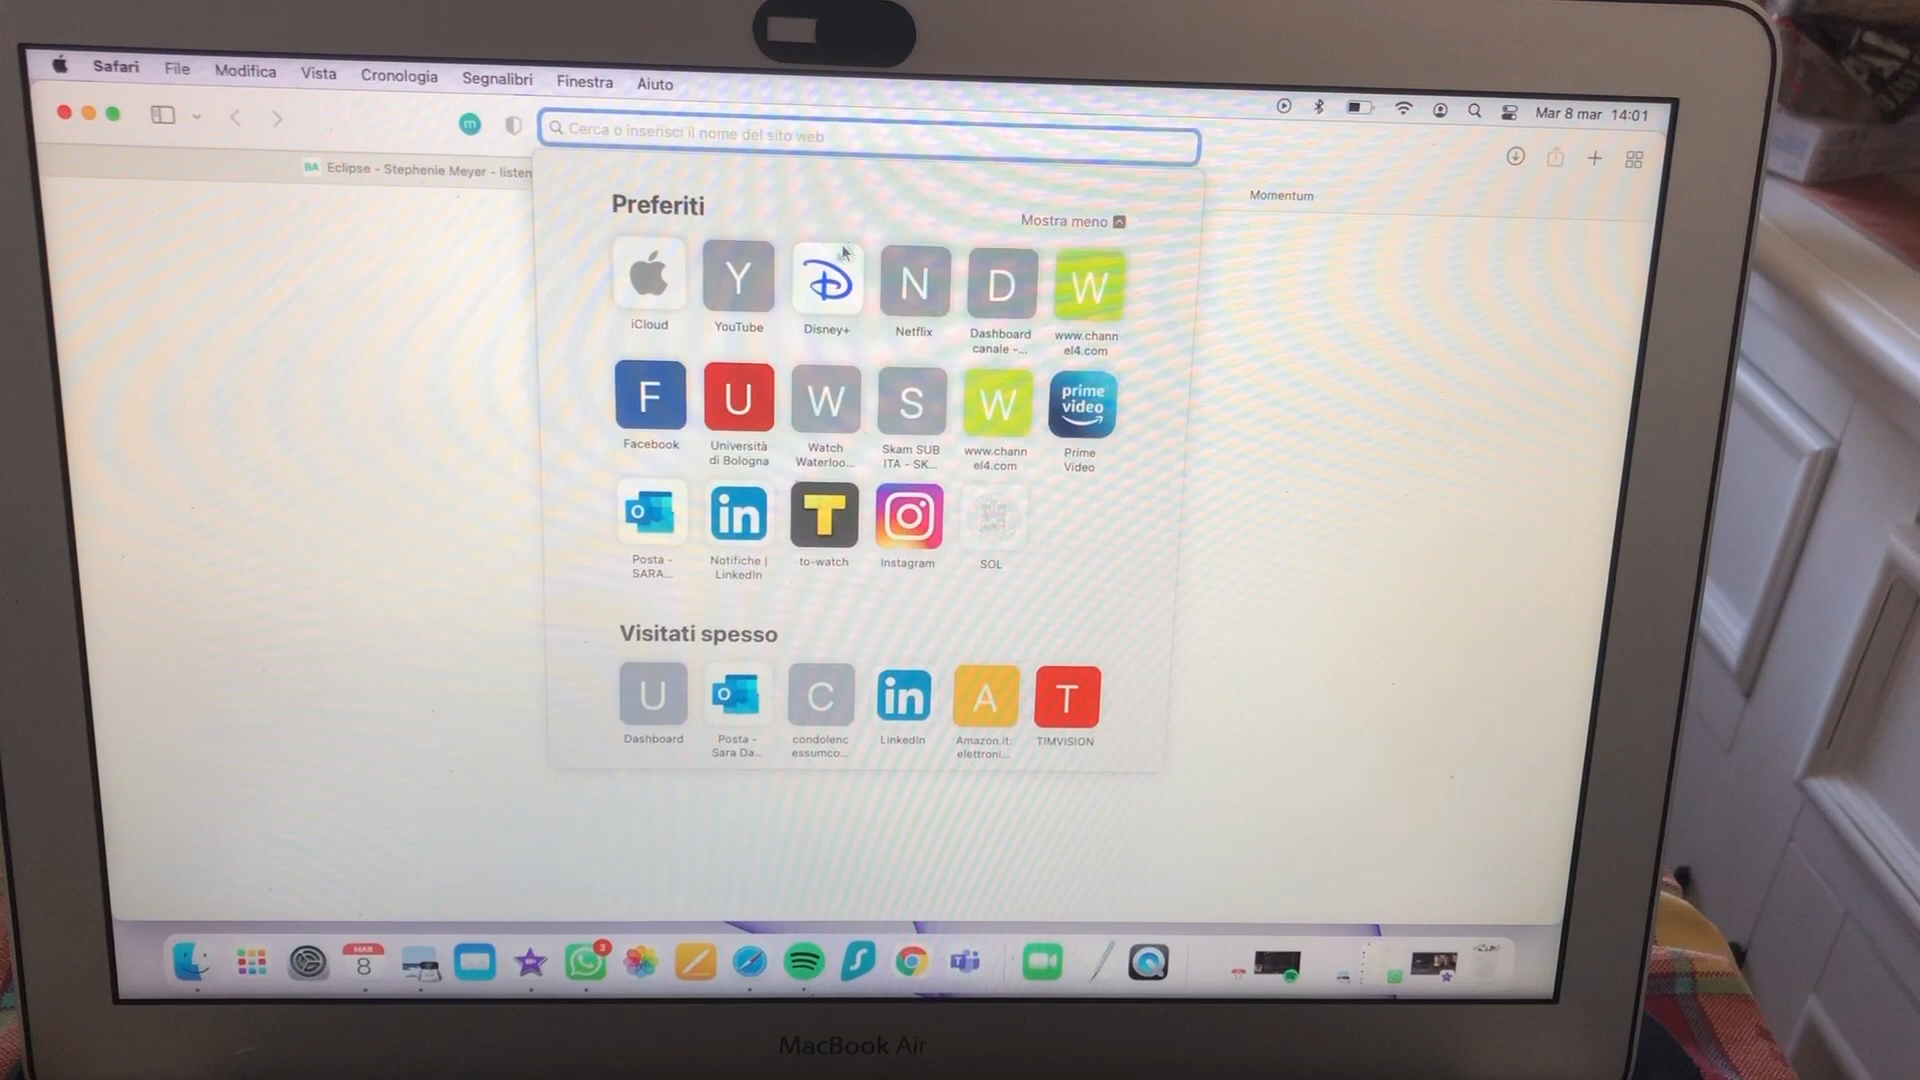 Safari File Modifica Vista Cronologia Segnalibri Finestra Aiuto
Mar 8 mar 14:01
m
Cerca o inserisci il nome del sito web
BA Eclipse - Stephenie Meyer - listen
Momentum
Preferiti
Mostra meno
Y N D W
iCloud
YouTube
Disney+
Netflix
Dashboard
canale -...
www.chann
el4.com
F U W S W prime
video
Facebook
Università
di Bologna
Watch
Waterloo...
Skam SUB
ITA - SK...
www.chann
el4.com
Prime
Video
O in T
Posta -
SARA...
Notifiche |
LinkedIn
to-watch
Instagram
SOL
Visitati spesso
U O C in A T
Dashboard
Posta -
Sara Da...
condolenc
essumco...
LinkedIn
Amazon.it:
elettroni...
TIMVISION
MAR
8
3
MacBook Air